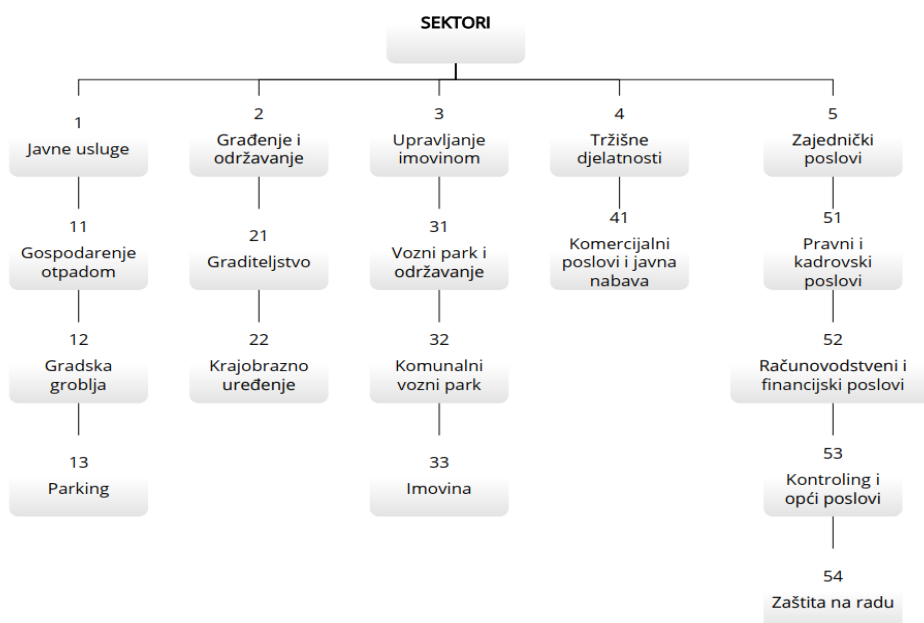 SEKTORI
1
Javne usluge
2
Građenje i
održavanje
3
Upravljanje
imovinom
4
Tržišne
djelatnosti
5
Zajednički
poslovi
11
Gospodarenje
otpadom
21
Graditeljstvo
31
Vozni park i
održavanje
41
Komercijalni
poslovi i javna
nabava
51
Pravni i
kadrovski
poslovi
12
Gradska
groblja
22
Krajobrazno
uređenje
32
Komunalni
vozni park
52
Računovodstveni i
financijski poslovi
13
Parking
33
Imovina
53
Kontroling i
opći poslovi
54
Zaštita na radu